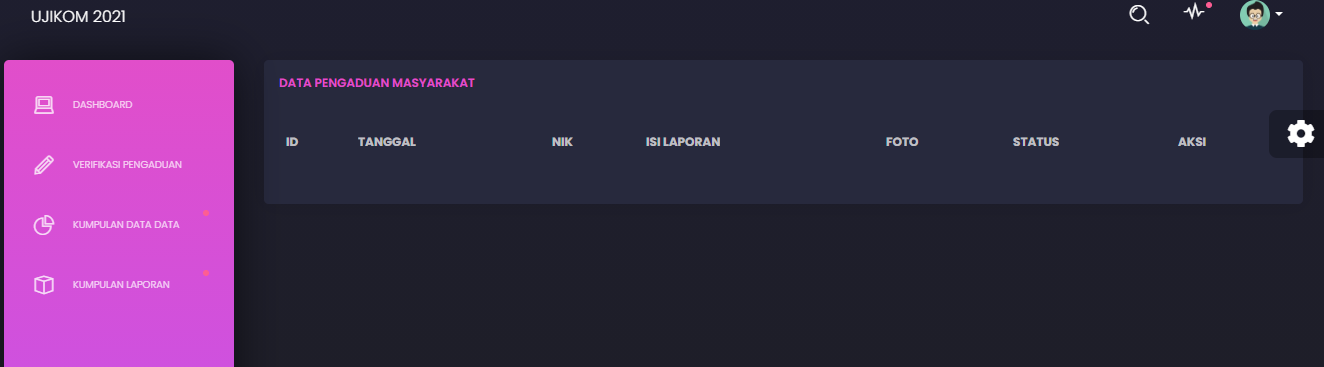 UJIKOM 2021
DASHBOARD
VERIFIKASI PENGADUAN
KUMPULAN DATA DATA
KUMPULAN LAPORAN
DATA PENGADUAN MASYARAKAT
ID TANGGAL NIK ISI LAPORAN FOTO STATUS AKSI